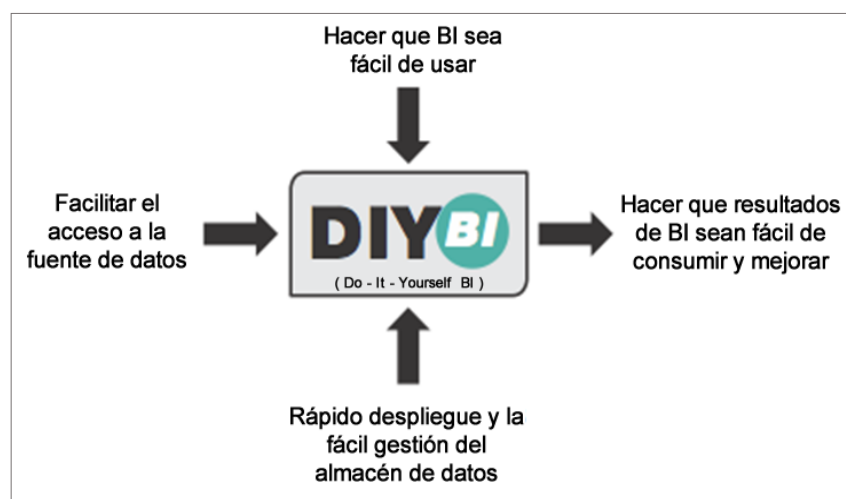 Hacer que BI sea
fácil de usar
Facilitar el
acceso a la
fuente de datos
DIY BI
( Do - It - Yourself BI )
Hacer que resultados
de BI sean fácil de
consumir y mejorar
Rápido despliegue y la
fácil gestión del
almacén de datos